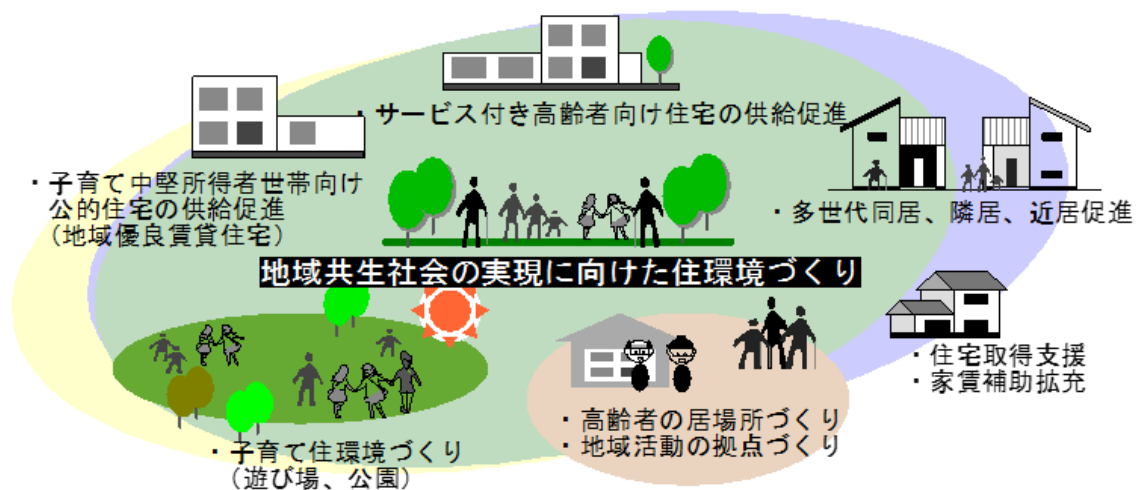 ・サービス付き高齢者向け住宅の供給促進
・子育て中堅所得者世帯向け
公的住宅の供給促進
（地域優良賃貸住宅）
・多世代同居、隣居、近居促進
地域共生社会の実現に向けた住環境づくり
・住宅取得支援
・家賃補助拡充
・高齢者の居場所づくり
・地域活動の拠点づくり
・子育て住環境づくり
（遊び場、公園）